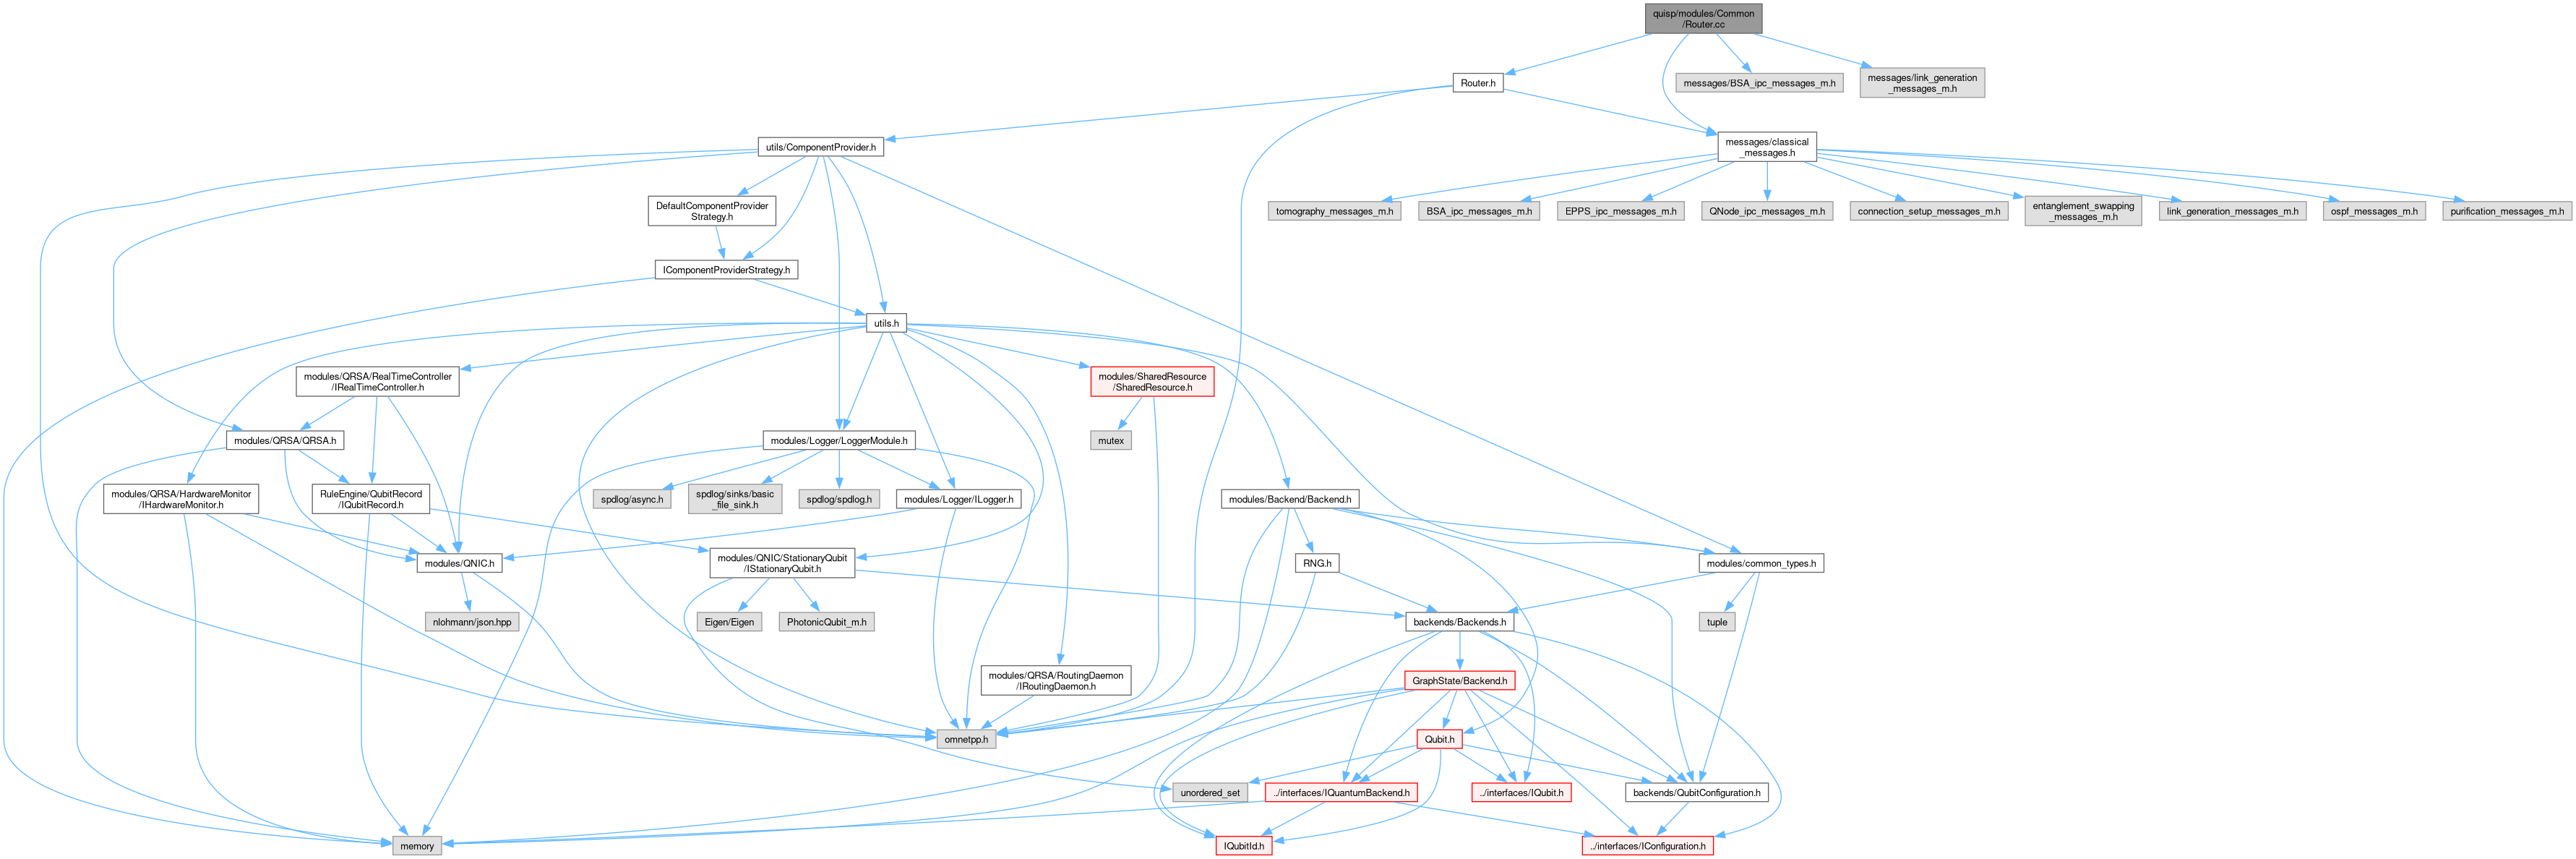 quisp/modules/Common
/Router.cc
Router.h
messages/BSA_ipc_messages_m.h
messages/link_generation
_messages_m.h
utils/ComponentProvider.h
messages/classical
_messages.h
DefaultComponentProvider
Strategy.h
tomography_messages_m.h
BSA_ipc_messages_m.h
EPPS_ipc_messages_m.h
QNode_ipc_messages_m.h
connection_setup_messages_m.h
entanglement_swapping
_messages_m.h
link_generation_messages_m.h
ospf_messages_m.h
purification_messages_m.h
IComponentProviderStrategy.h
utils.h
modules/QRSA/RealTimeController
/IRealTimeController.h
modules/SharedResource
/SharedResource.h
modules/QRSA/QRSA.h
modules/Logger/LoggerModule.h
mutex
modules/QRSA/HardwareMonitor
/IHardwareMonitor.h
RuleEngine/QubitRecord
/IQubitRecord.h
spdlog/async.h
spdlog/sinks/basic
_file_sink.h
spdlog/spdlog.h
modules/Logger/ILogger.h
modules/Backend/Backend.h
modules/QNIC.h
modules/QNIC/StationaryQubit
/IStationaryQubit.h
RNG.h
modules/common_types.h
nlohmann/json.hpp
Eigen/Eigen
PhotonicQubit_m.h
backends/Backends.h
tuple
modules/QRSA/RoutingDaemon
/IRoutingDaemon.h
GraphState/Backend.h
omnetpp.h
Qubit.h
unordered_set
../interfaces/IQuantumBackend.h
../interfaces/IQubit.h
backends/QubitConfiguration.h
memory
IQubitId.h
../interfaces/IConfiguration.h